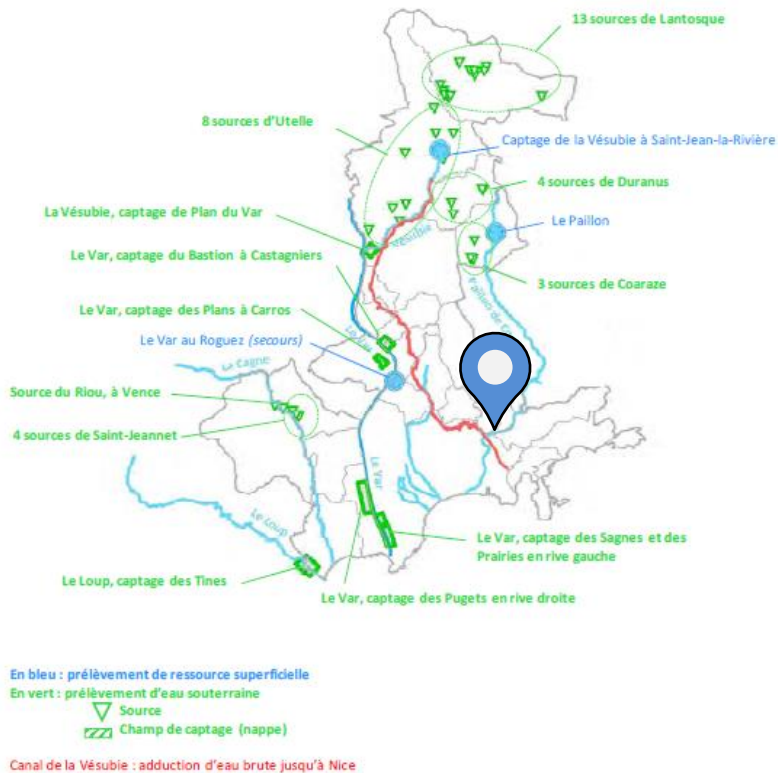 13 sources de Lantosque
8 sources d'Utelle
Captage de la Vésubie à Saint-Jean-la-Rivière
4 sources de Duranus
La Vésubie, captage de Plan du Var
Le Paillon
Vésubie
Le Var, captage du Bastion à Castagniers
3 sources de Coaraze
Le Var, captage des Plans à Carros
Paillon de
Le Var au Roguez (secours)
Le Var
La Cagne
Source du Riou, à Vence
4 sources de Saint-Jeannet
Le Var
Le Loup
Le Var, captage des Sagnes et des
Prairies en rive gauche
Le Loup, captage des Tines
Le Var, captage des Pugets en rive droite
En bleu : prélèvement de ressource superficielle
En vert : prélèvement d'eau souterraine
Source
Champ de captage (nappe)
Canal de la Vésubie : adduction d'eau brute jusqu'à Nice